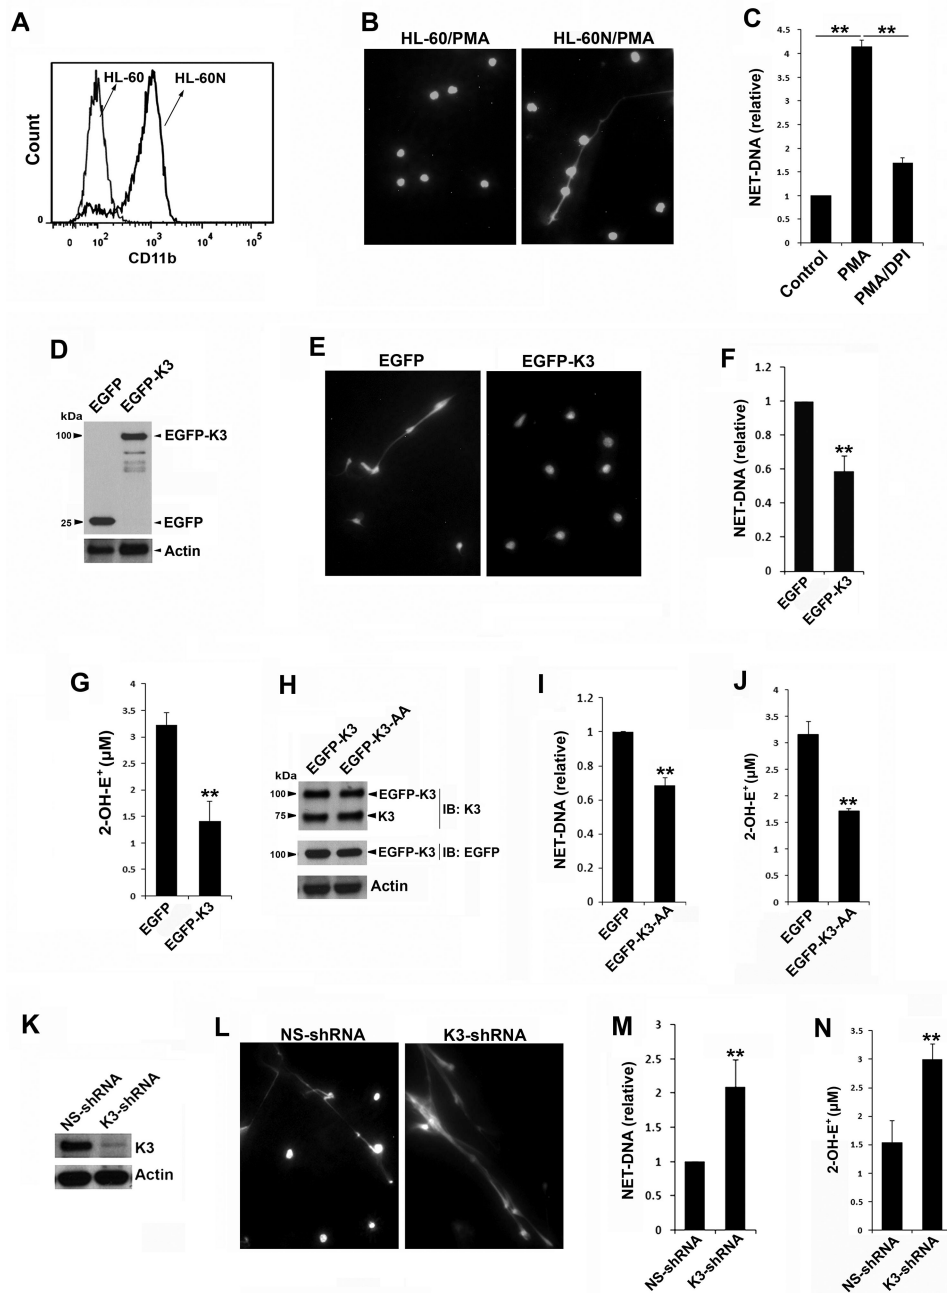 A
HL-60
HL-60N
Count
0
0 10² 10³ 10⁴ 10⁵
CD11b
B
HL-60/PMA HL-60N/PMA
C
**
**
NET-DNA (relative)
4.5
4
3.5
3
2.5
2
1.5
1
0.5
0
Control
PMA
PMA/DPI
D
EGFP
EGFP-K3
kDa
100
EGFP-K3
25
EGFP
Actin
E
EGFP EGFP-K3
F
NET-DNA (relative)
1.2
1
0.8
0.6
0.4
0.2
0
**
EGFP
EGFP-K3
G
2-OH-E⁺ (µM)
4
3.5
3
2.5
2
1.5
1
0.5
0
**
EGFP
EGFP-K3
H
EGFP-K3
EGFP-K3-AA
kDa
100
EGFP-K3
75
K3
IB: K3
100
EGFP-K3
IB: EGFP
Actin
I
NET-DNA (relative)
1.2
1
0.8
0.6
0.4
0.2
0
**
EGFP
EGFP-K3-AA
J
2-OH-E⁺ (µM)
4
3.5
3
2.5
2
1.5
1
0.5
0
**
EGFP
EGFP-K3-AA
K
NS-shRNA
K3-shRNA
K3
Actin
L
NS-shRNA K3-shRNA
M
NET-DNA (relative)
3
2.5
2
1.5
1
0.5
0
**
NS-shRNA
K3-shRNA
N
2-OH-E⁺ (µM)
3.5
3
2.5
2
1.5
1
0.5
0
**
NS-shRNA
K3-shRNA